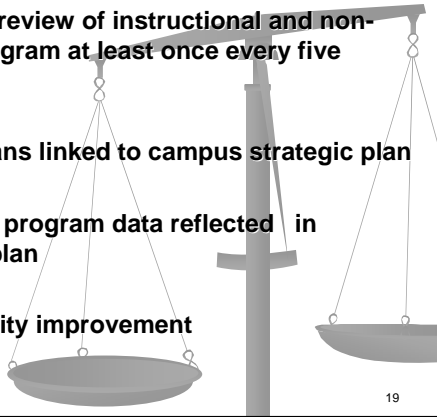 review of instructional and non-
gram at least once every five
ans linked to campus strategic plan
program data reflected in
plan
ity improvement
19